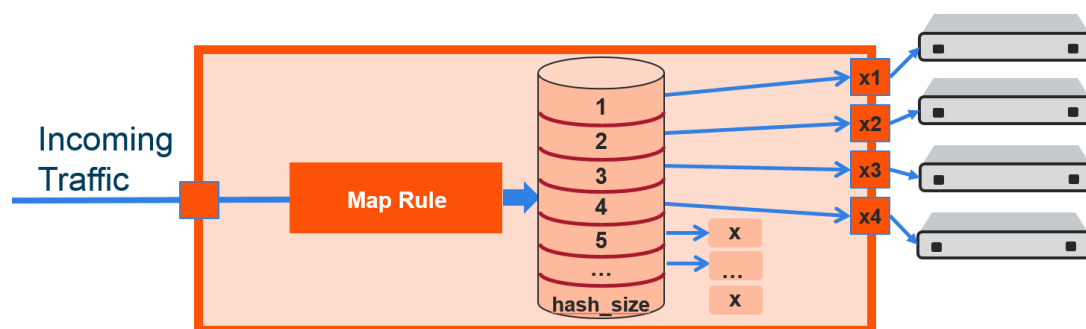 Incoming
Traffic
Map Rule
1
2
3
4
5
...
hash_size
x1
x2
x3
x4
x
...
x